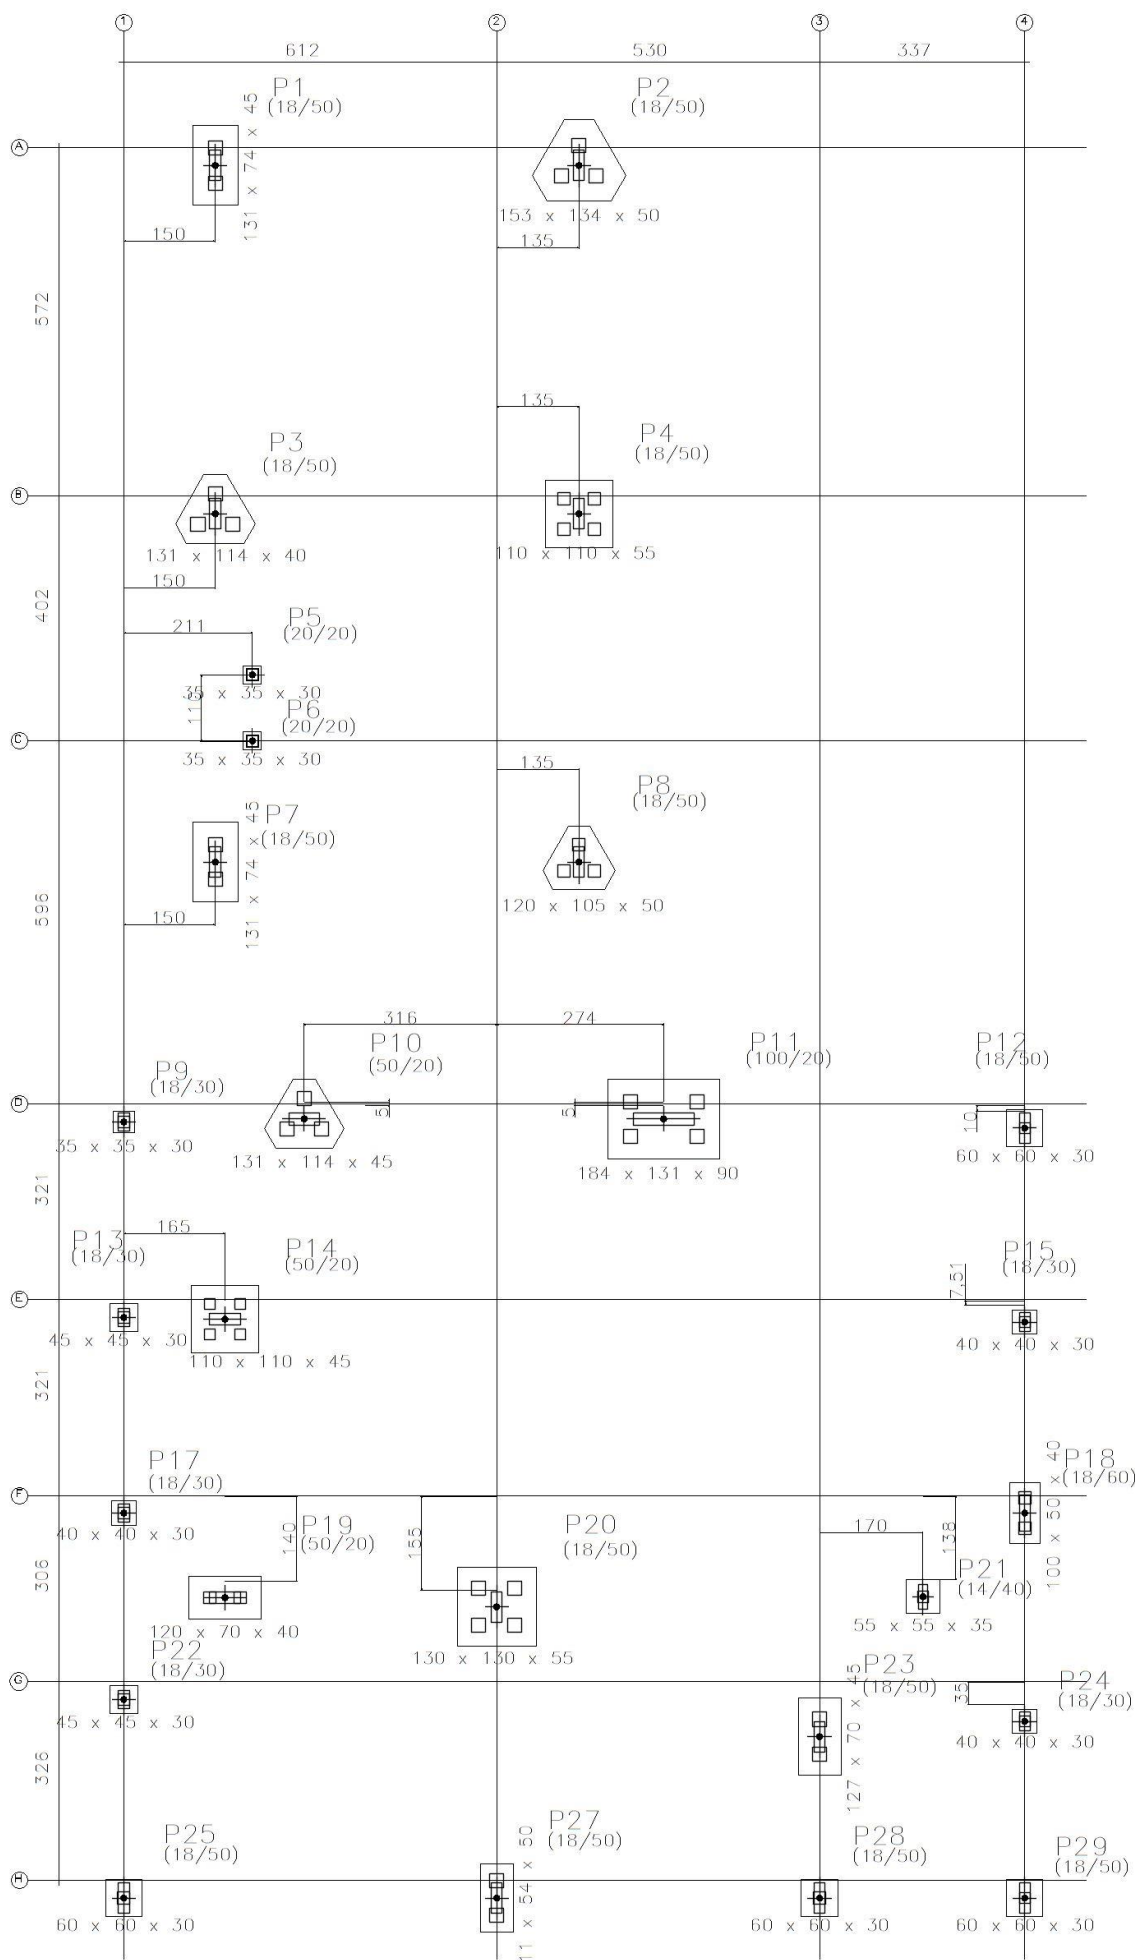 1
2
3
4
612
530
337
P1
(18/50)
131 x 74 x 45
P2
(18/50)
A
153 x 134 x 50
150
135
572
135
P3
(18/50)
P4
(18/50)
B
131 x 114 x 40
110 x 110 x 55
150
402
P5
(20/20)
211
35 x 35 x 30
P6
(20/20)
C
35 x 35 x 30
135
P7
(18/50)
131 x 74 x 45
P8
(18/50)
120 x 105 x 50
150
596
316
274
P10
(50/20)
P11
(100/20)
P12
(18/50)
P9
(18/30)
D
5
5
10
35 x 35 x 30
131 x 114 x 45
184 x 131 x 90
60 x 60 x 30
321
165
P13
(18/30)
P14
(50/20)
P15
(18/30)
7,51
E
45 x 45 x 30
110 x 110 x 45
40 x 40 x 30
321
P17
(18/30)
P18
(18/60)
100 x 50 x 40
F
40 x 40 x 30
140
P19
(50/20)
155
P20
(18/50)
170
138
P21
(14/40)
306
120 x 70 x 40
130 x 130 x 55
55 x 55 x 35
P22
(18/30)
P23
(18/50)
127 x 70 x 45
P24
(18/30)
G
35
45 x 45 x 30
40 x 40 x 30
326
P25
(18/50)
P27
(18/50)
P28
(18/50)
P29
(18/50)
H
60 x 60 x 30
11 x 54 x 50
60 x 60 x 30
60 x 60 x 30